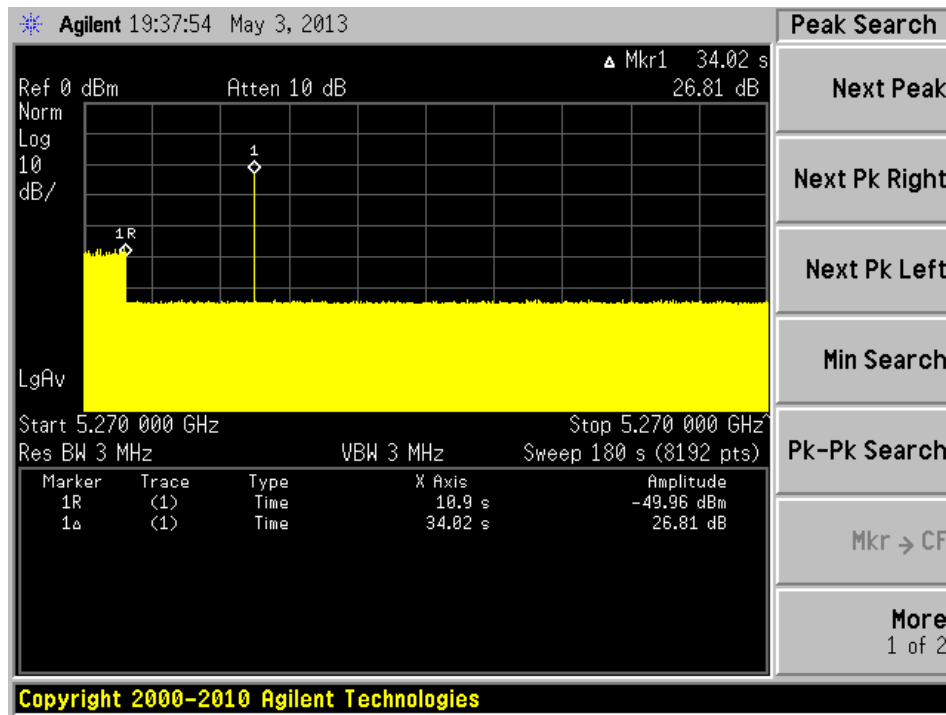 Agilent 19:37:54 May 3, 2013
Peak Search
Δ Mkr1 34.02 s
Ref 0 dBm Atten 10 dB 26.81 dB
Norm
Log
10
dB/
1
1R
LgAv
Start 5.270 000 GHz Stop 5.270 000 GHz^
Res BW 3 MHz VBW 3 MHz Sweep 180 s (8192 pts)
Marker Trace Type X Axis Amplitude
1R (1) Time 10.9 s -49.96 dBm
1Δ (1) Time 34.02 s 26.81 dB
Next Peak
Next Pk Right
Next Pk Left
Min Search
Pk-Pk Search
Mkr → CF
More
1 of 2
Copyright 2000-2010 Agilent Technologies